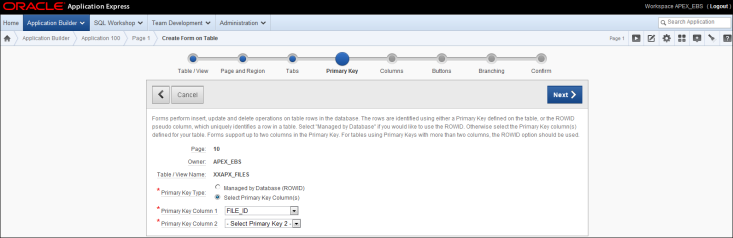 ORACLE Application Express
Workspace APEX_EBS ( Logout )
Home Application Builder SQL Workshop Team Development Administration Search Application
Application Builder Application 100 Page 1 Create Form on Table Page 1
Table / View Page and Region Tabs Primary Key Columns Buttons Branching Confirm
Cancel Next
Forms perform insert, update and delete operations on table rows in the database. The rows are identified using either a Primary Key defined on the table, or the ROWID
pseudo column, which uniquely identifies a row in a table. Select "Managed by Database" if you would like to use the ROWID. Otherwise select the Primary Key column(s)
defined for your table. Forms support up to two columns in the Primary Key. For tables using Primary Keys with more than two columns, the ROWID option should be used.
Page: 10
Owner: APEX_EBS
Table / View Name: XXAPX_FILES
* Primary Key Type: Managed by Database (ROWID)
Select Primary Key Column(s)
* Primary Key Column 1 FILE_ID
* Primary Key Column 2 - Select Primary Key 2 -